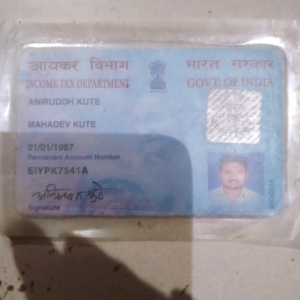 आयकर विभाग भारत सरकार
INCOME TAX DEPARTMENT GOVT. OF INDIA
ANIRUDDH KUTE
MAHADEV KUTE
01/01/1987
Permanent Account Number
EIYPK7541A
Signature